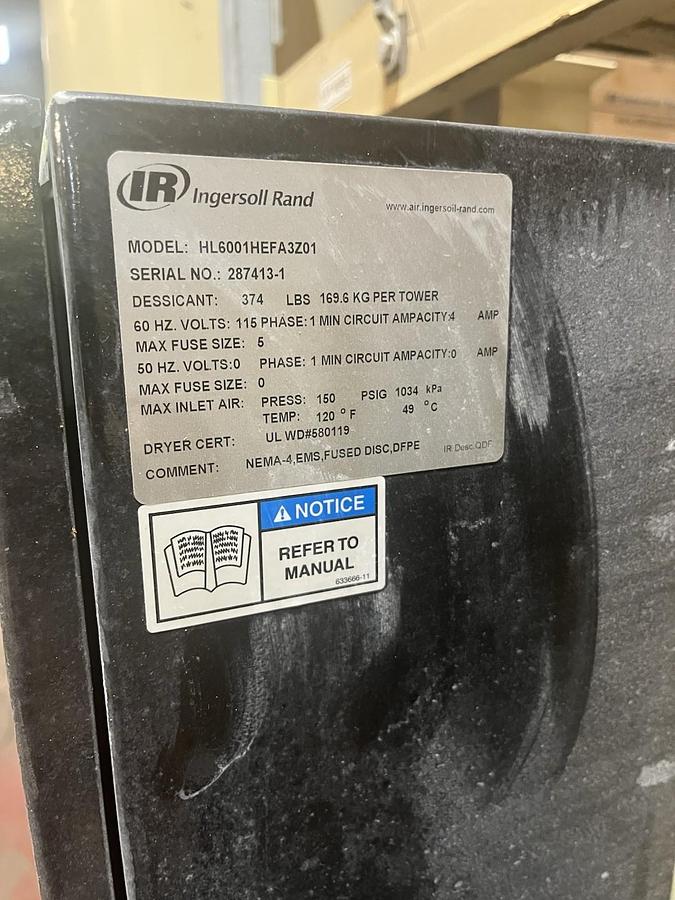 IR Ingersoll Rand
www.air.ingersoll-rand.com
MODEL: HL6001HEFA3Z01
SERIAL NO.: 287413-1
DESSICANT: 374 LBS 169.6 KG PER TOWER
60 HZ. VOLTS: 115 PHASE: 1 MIN CIRCUIT AMPACITY:4 AMP
MAX FUSE SIZE: 5
50 HZ. VOLTS:0 PHASE: 1 MIN CIRCUIT AMPACITY:0 AMP
MAX FUSE SIZE: 0
MAX INLET AIR: PRESS: 150 PSIG 1034 kPa
TEMP: 120 °F 49 °C
DRYER CERT: UL WD#580119
COMMENT: NEMA-4,EMS,FUSED DISC,DFPE
IR Desc.QDF
NOTICE
REFER TO
MANUAL
633666-11